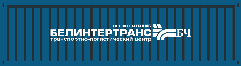 БЕЛИНТЕРТРАНС
транспортно-логистический центр
БЧ